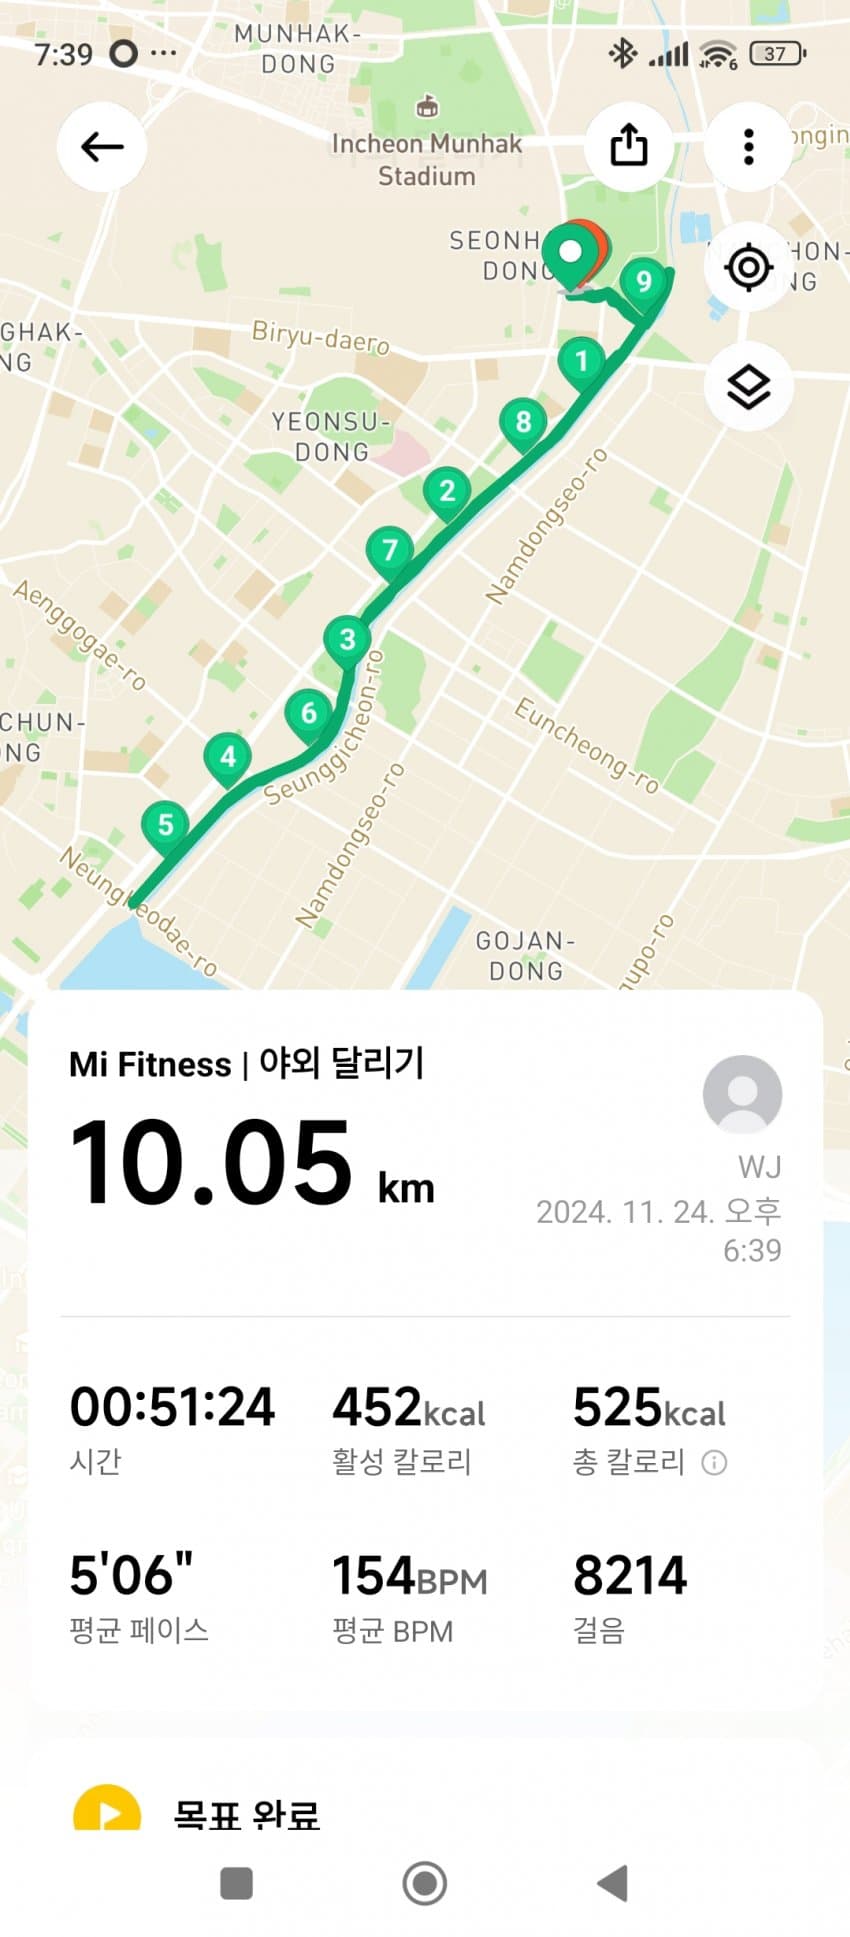 7:39
37
MUNHAK-
DONG
Incheon Munhak
Stadium
SEONH
DONG
Biryu-daero
YEONSU-
DONG
GHAK-
NG
HON-
NG
9
1
8
2
7
3
6
4
5
Namdongseo-ro
Aenggogae-ro
CHUN-
NG
Seunggicheon-ro
Euncheong-ro
Namdongseo-ro
Neungheodae-ro
GOJAN-
DONG
upo-ro
Mi Fitness | 야외 달리기
10.05 km
WJ
2024. 11. 24. 오후
6:39
00:51:24 452kcal 525kcal
시간 활성 칼로리 총 칼로리
5'06" 154BPM 8214
평균 페이스 평균 BPM 걸음
목표 완료